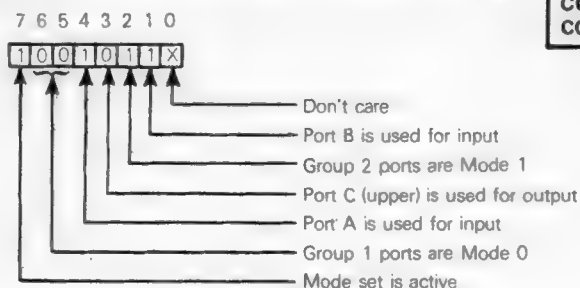 7 6 5 4 3 2 1 0
1 0 0 1 0 1 1 X
Don't care
Port B is used for input
Group 2 ports are Mode 1
Port C (upper) is used for output
Port A is used for input
Group 1 ports are Mode 0
Mode set is active